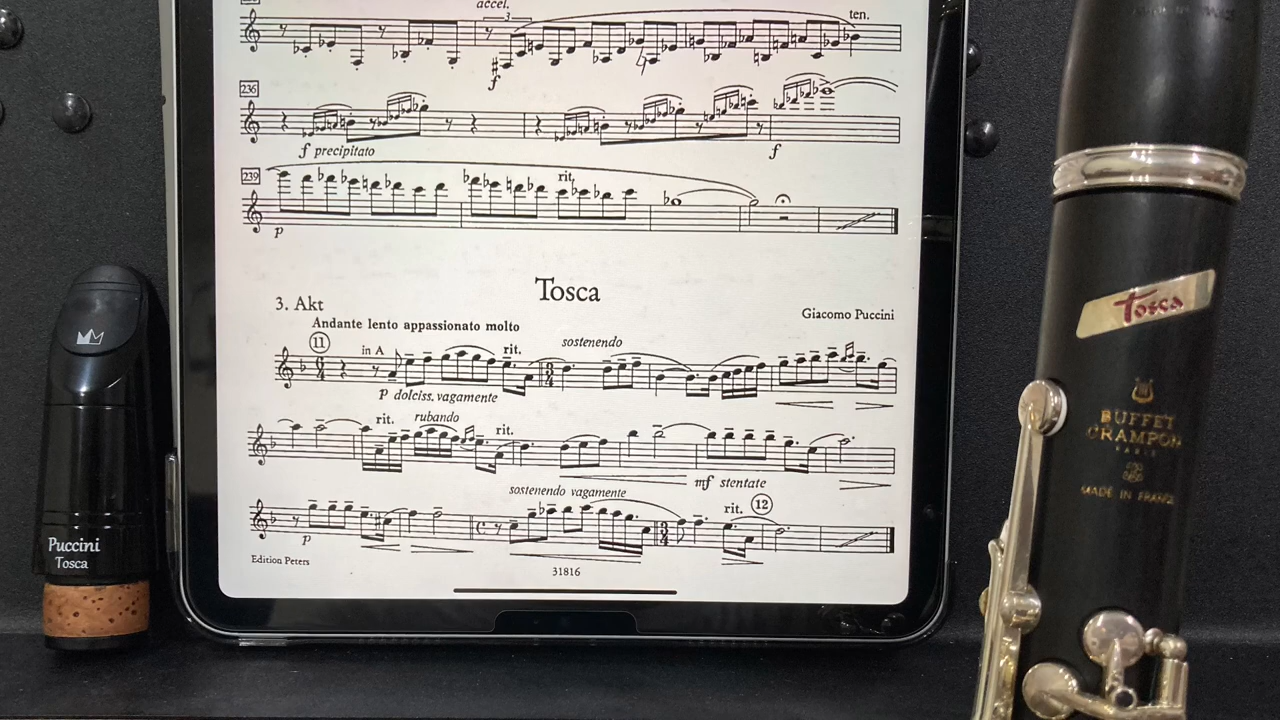 accel.
3
ten.
236
f precipitato
f
239
rit.
p
Tosca
3. Akt
Giacomo Puccini
Andante lento appassionato molto
11
in A
rit.
sostenendo
p dolciss. vagamente
rit.
rubando
rit.
mf stentate
sostenendo vagamente
rit.
12
p
Edition Peters
31816
Puccini
Tosca
Tosca
BUFFET
CRAMPON
PARIS
MADE IN FRANCE